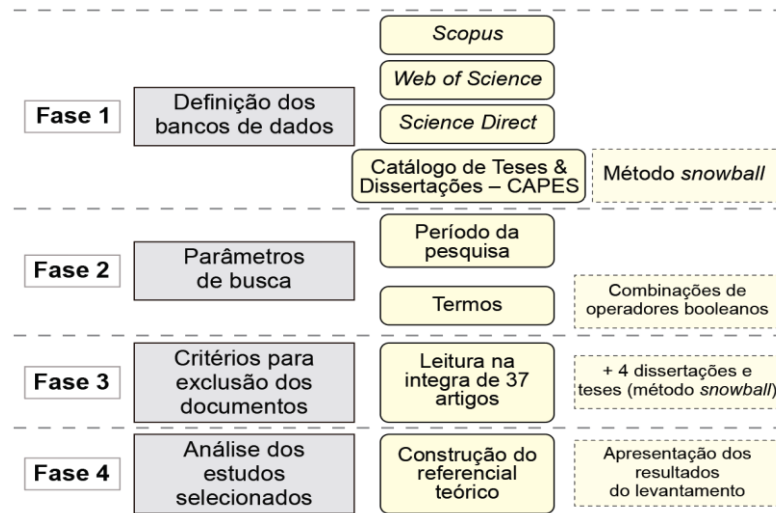 Fase 1
Definição dos
bancos de dados
Scopus
Web of Science
Science Direct
Catálogo de Teses &
Dissertações – CAPES
Método snowball
Fase 2
Parâmetros
de busca
Período da
pesquisa
Termos
Combinações de
operadores booleanos
Fase 3
Critérios para
exclusão dos
documentos
Leitura na
integra de 37
artigos
+ 4 dissertações e
teses (método snowball)
Fase 4
Análise dos
estudos
selecionados
Construção do
referencial
teórico
Apresentação dos
resultados
do levantamento